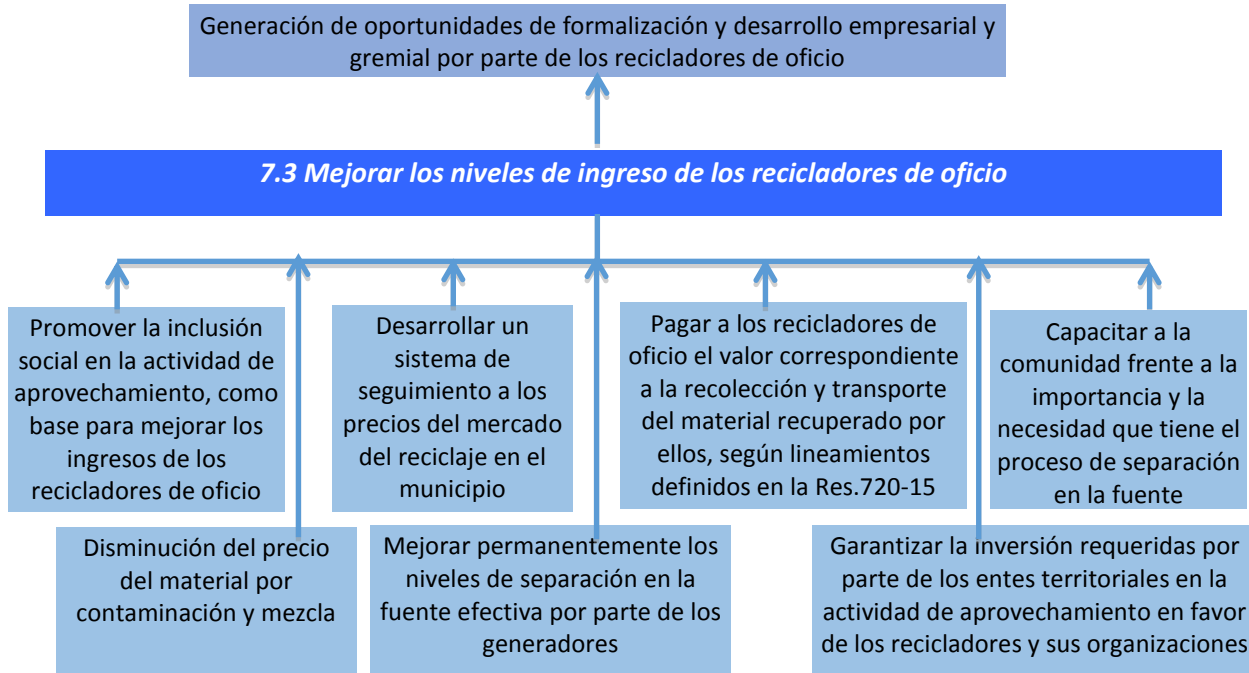 Generación de oportunidades de formalización y desarrollo empresarial y
gremial por parte de los recicladores de oficio
7.3 Mejorar los niveles de ingreso de los recicladores de oficio
Promover la inclusión
social en la actividad de
aprovechamiento, como
base para mejorar los
ingresos de los
recicladores de oficio
Desarrollar un
sistema de
seguimiento a los
precios del mercado
del reciclaje en el
municipio
Pagar a los recicladores de
oficio el valor correspondiente
a la recolección y transporte
del material recuperado por
ellos, según lineamientos
definidos en la Res.720-15
Capacitar a la
comunidad frente a la
importancia y la
necesidad que tiene el
proceso de separación
en la fuente
Disminución del precio
del material por
contaminación y mezcla
Mejorar permanentemente los
niveles de separación en la
fuente efectiva por parte de los
generadores
Garantizar la inversión requeridas por
parte de los entes territoriales en la
actividad de aprovechamiento en favor
de los recicladores y sus organizaciones